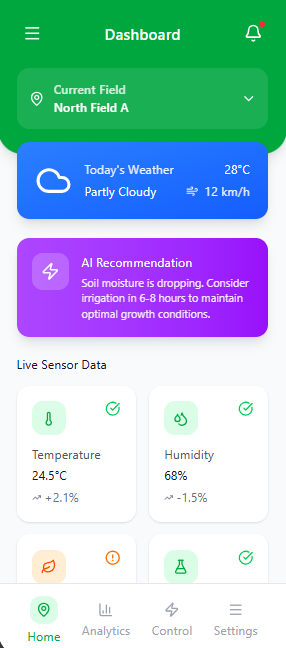 Dashboard
Current Field
North Field A
Today's Weather
28°C
Partly Cloudy
12 km/h
AI Recommendation
Soil moisture is dropping. Consider
irrigation in 6-8 hours to maintain
optimal growth conditions.
Live Sensor Data
Temperature
24.5°C
+2.1%
Humidity
68%
-1.5%
Home
Analytics
Control
Settings